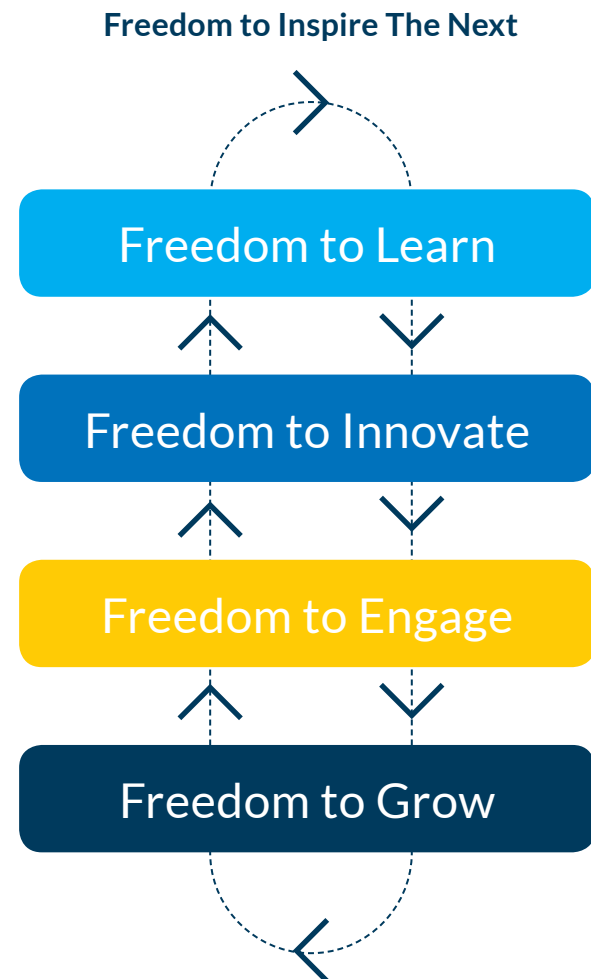 Freedom to Inspire The Next
Freedom to Learn
Freedom to Innovate
Freedom to Engage
Freedom to Grow